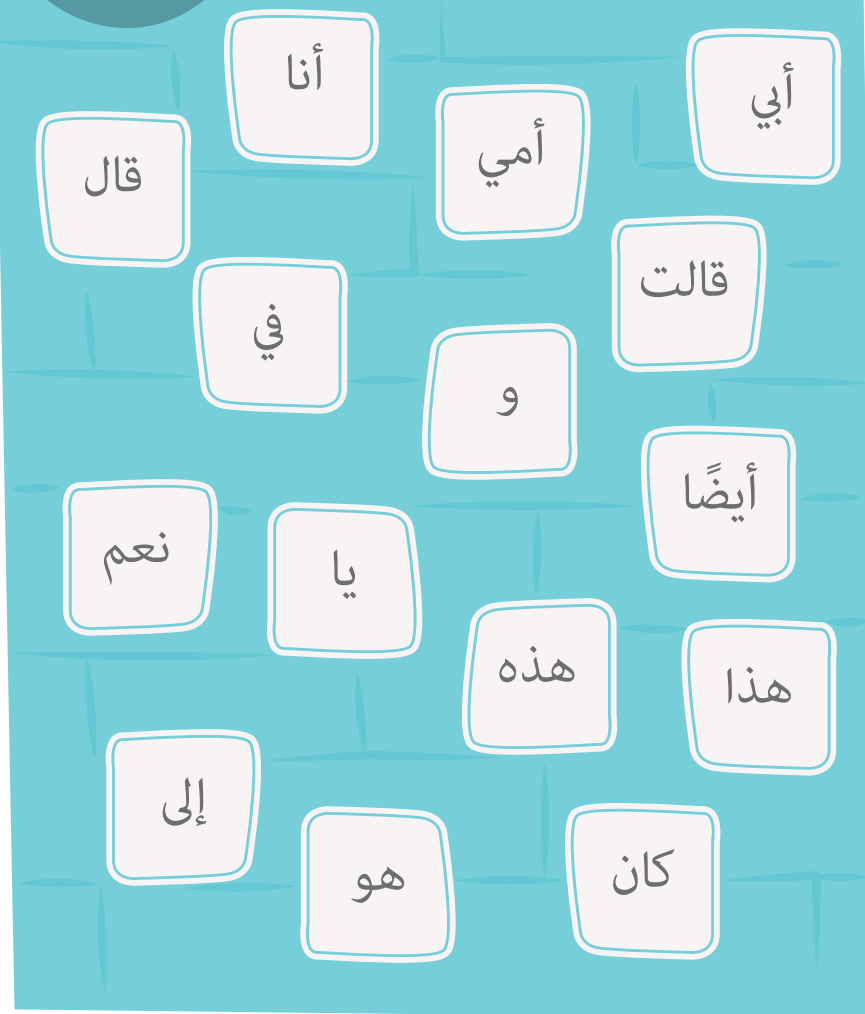 أبي
أنا
أمي
قال
قالت
في
و
أيضًا
نعم
يا
هذه
هذا
إلى
هو
كان